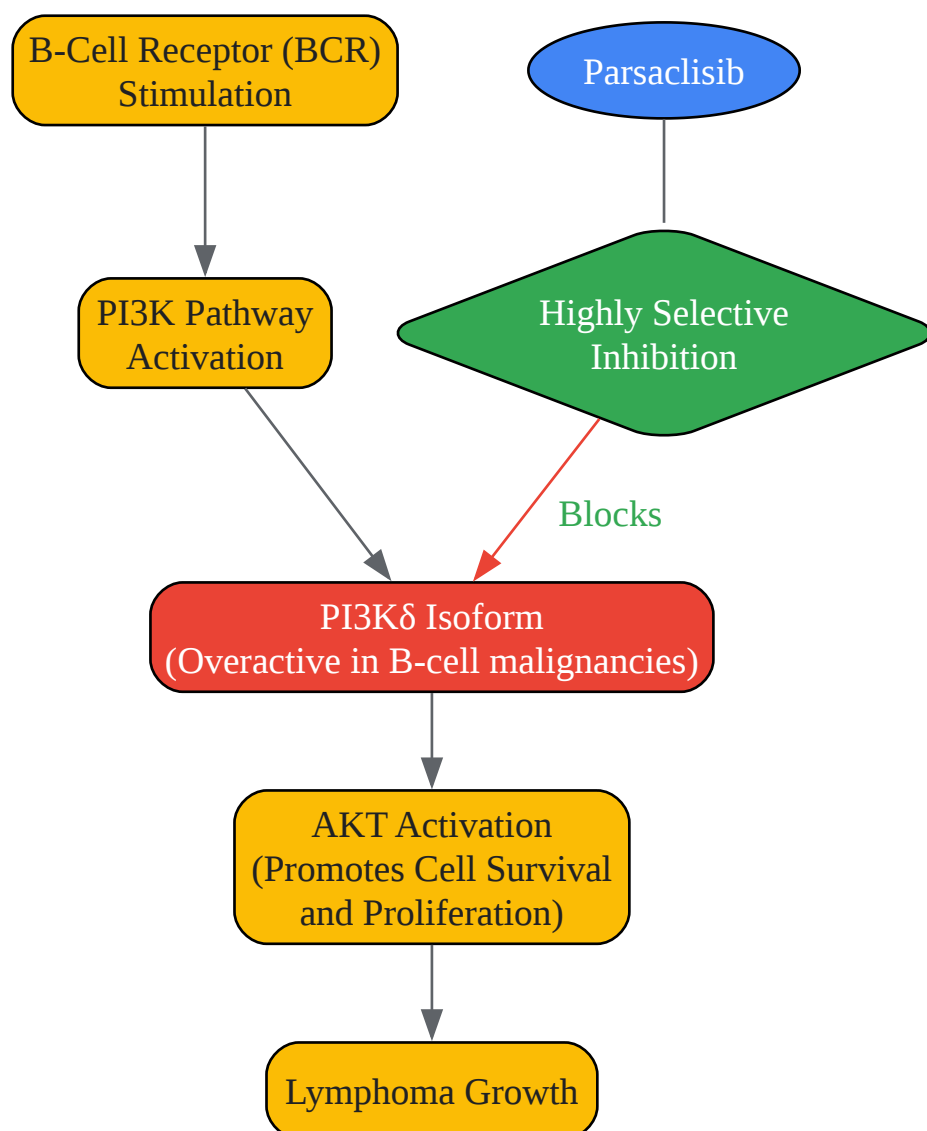 B-Cell Receptor (BCR)
Stimulation
Parsaclisib
PI3K Pathway
Activation
Highly Selective
Inhibition
Blocks
PI3Kδ Isoform
(Overactive in B-cell malignancies)
AKT Activation
(Promotes Cell Survival
and Proliferation)
Lymphoma Growth